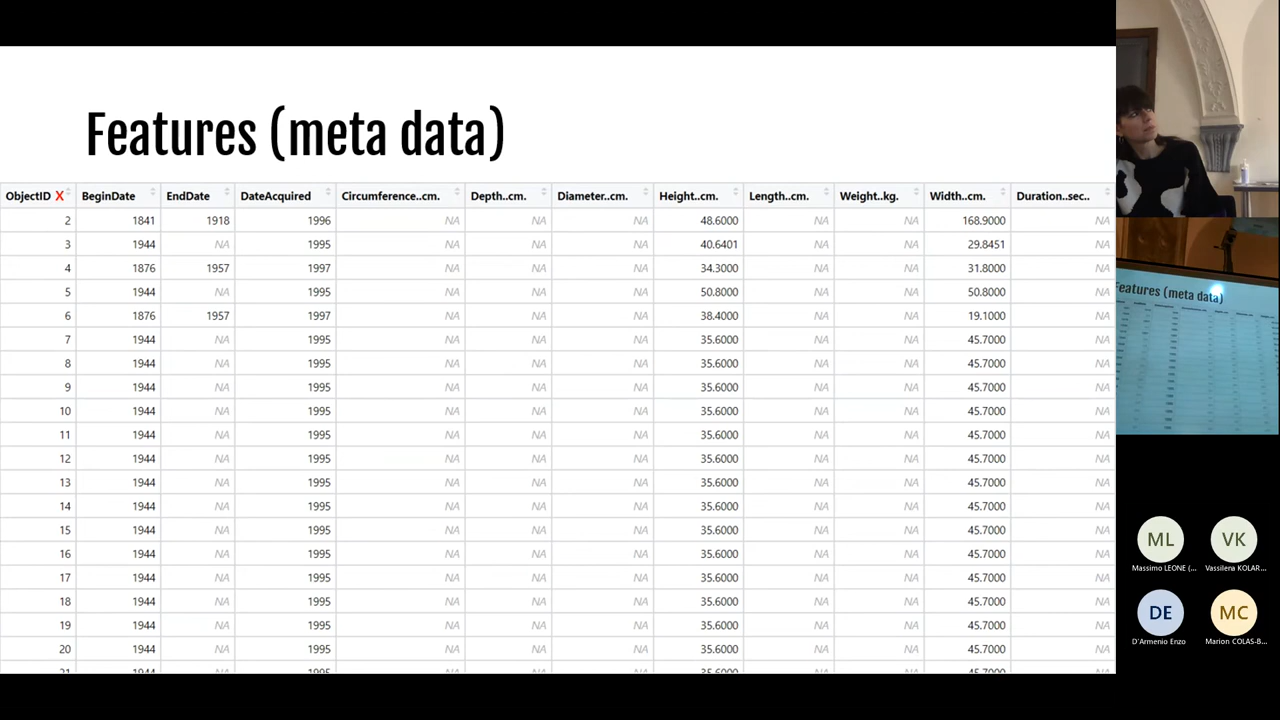 Features (meta data)
ObjectID X BeginDate EndDate DateAcquired Circumference..cm. Depth..cm. Diameter..cm. Height..cm. Length..cm. Weight..kg. Width..cm. Duration..sec..
2 1841 1918 1996 NA NA NA 48.6000 NA NA 168.9000 NA
3 1944 NA 1995 NA NA NA 40.6401 NA NA 29.8451 NA
4 1876 1957 1997 NA NA NA 34.3000 NA NA 31.8000 NA
5 1944 NA 1995 NA NA NA 50.8000 NA NA 50.8000 NA
6 1876 1957 1997 NA NA NA 38.4000 NA NA 19.1000 NA
7 1944 NA 1995 NA NA NA 35.6000 NA NA 45.7000 NA
8 1944 NA 1995 NA NA NA 35.6000 NA NA 45.7000 NA
9 1944 NA 1995 NA NA NA 35.6000 NA NA 45.7000 NA
10 1944 NA 1995 NA NA NA 35.6000 NA NA 45.7000 NA
11 1944 NA 1995 NA NA NA 35.6000 NA NA 45.7000 NA
12 1944 NA 1995 NA NA NA 35.6000 NA NA 45.7000 NA
13 1944 NA 1995 NA NA NA 35.6000 NA NA 45.7000 NA
14 1944 NA 1995 NA NA NA 35.6000 NA NA 45.7000 NA
15 1944 NA 1995 NA NA NA 35.6000 NA NA 45.7000 NA
16 1944 NA 1995 NA NA NA 35.6000 NA NA 45.7000 NA
17 1944 NA 1995 NA NA NA 35.6000 NA NA 45.7000 NA
18 1944 NA 1995 NA NA NA 35.6000 NA NA 45.7000 NA
19 1944 NA 1995 NA NA NA 35.6000 NA NA 45.7000 NA
20 1944 NA 1995 NA NA NA 35.6000 NA NA 45.7000 NA
21 1944 NA 1995 NA NA NA 35.6000 NA NA 45.7000 NA
Features (meta data)
ML VK
Massimo LEONE (... Vassilena KOLAR...
DE MC
D'Armenio Enzo Marion COLAS-B...